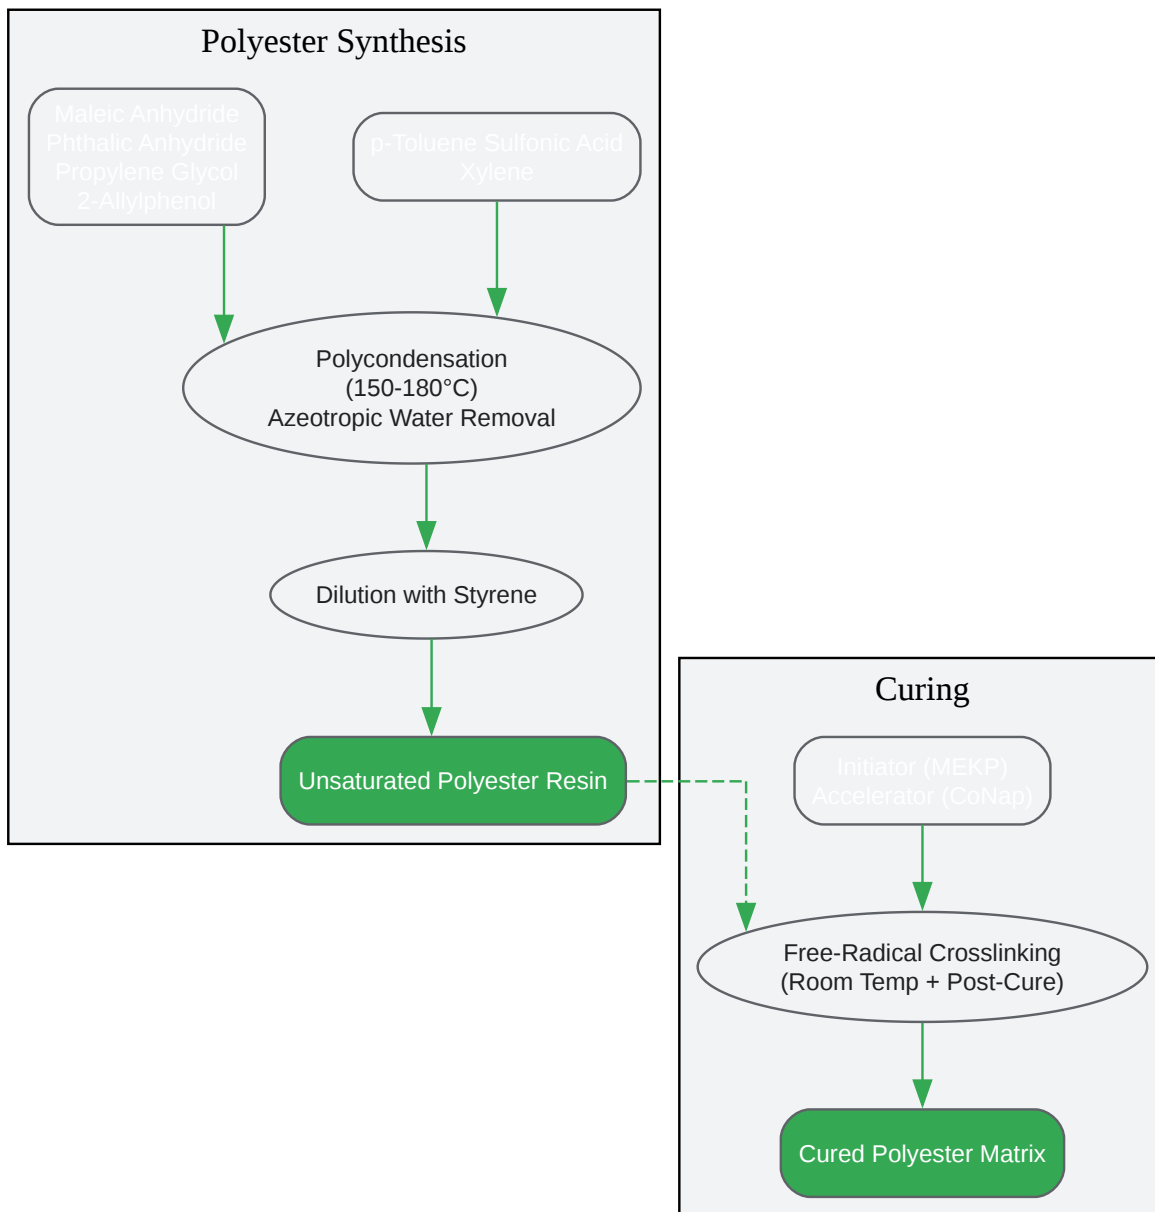 Polyester Synthesis
Maleic Anhydride
Phthalic Anhydride
Propylene Glycol
2-Allylphenol
p-Toluene Sulfonic Acid
Xylene
Polycondensation
(150-180°C)
Azeotropic Water Removal
Dilution with Styrene
Unsaturated Polyester Resin
Curing
Initiator (MEKP)
Accelerator (CoNap)
Free-Radical Crosslinking
(Room Temp + Post-Cure)
Cured Polyester Matrix